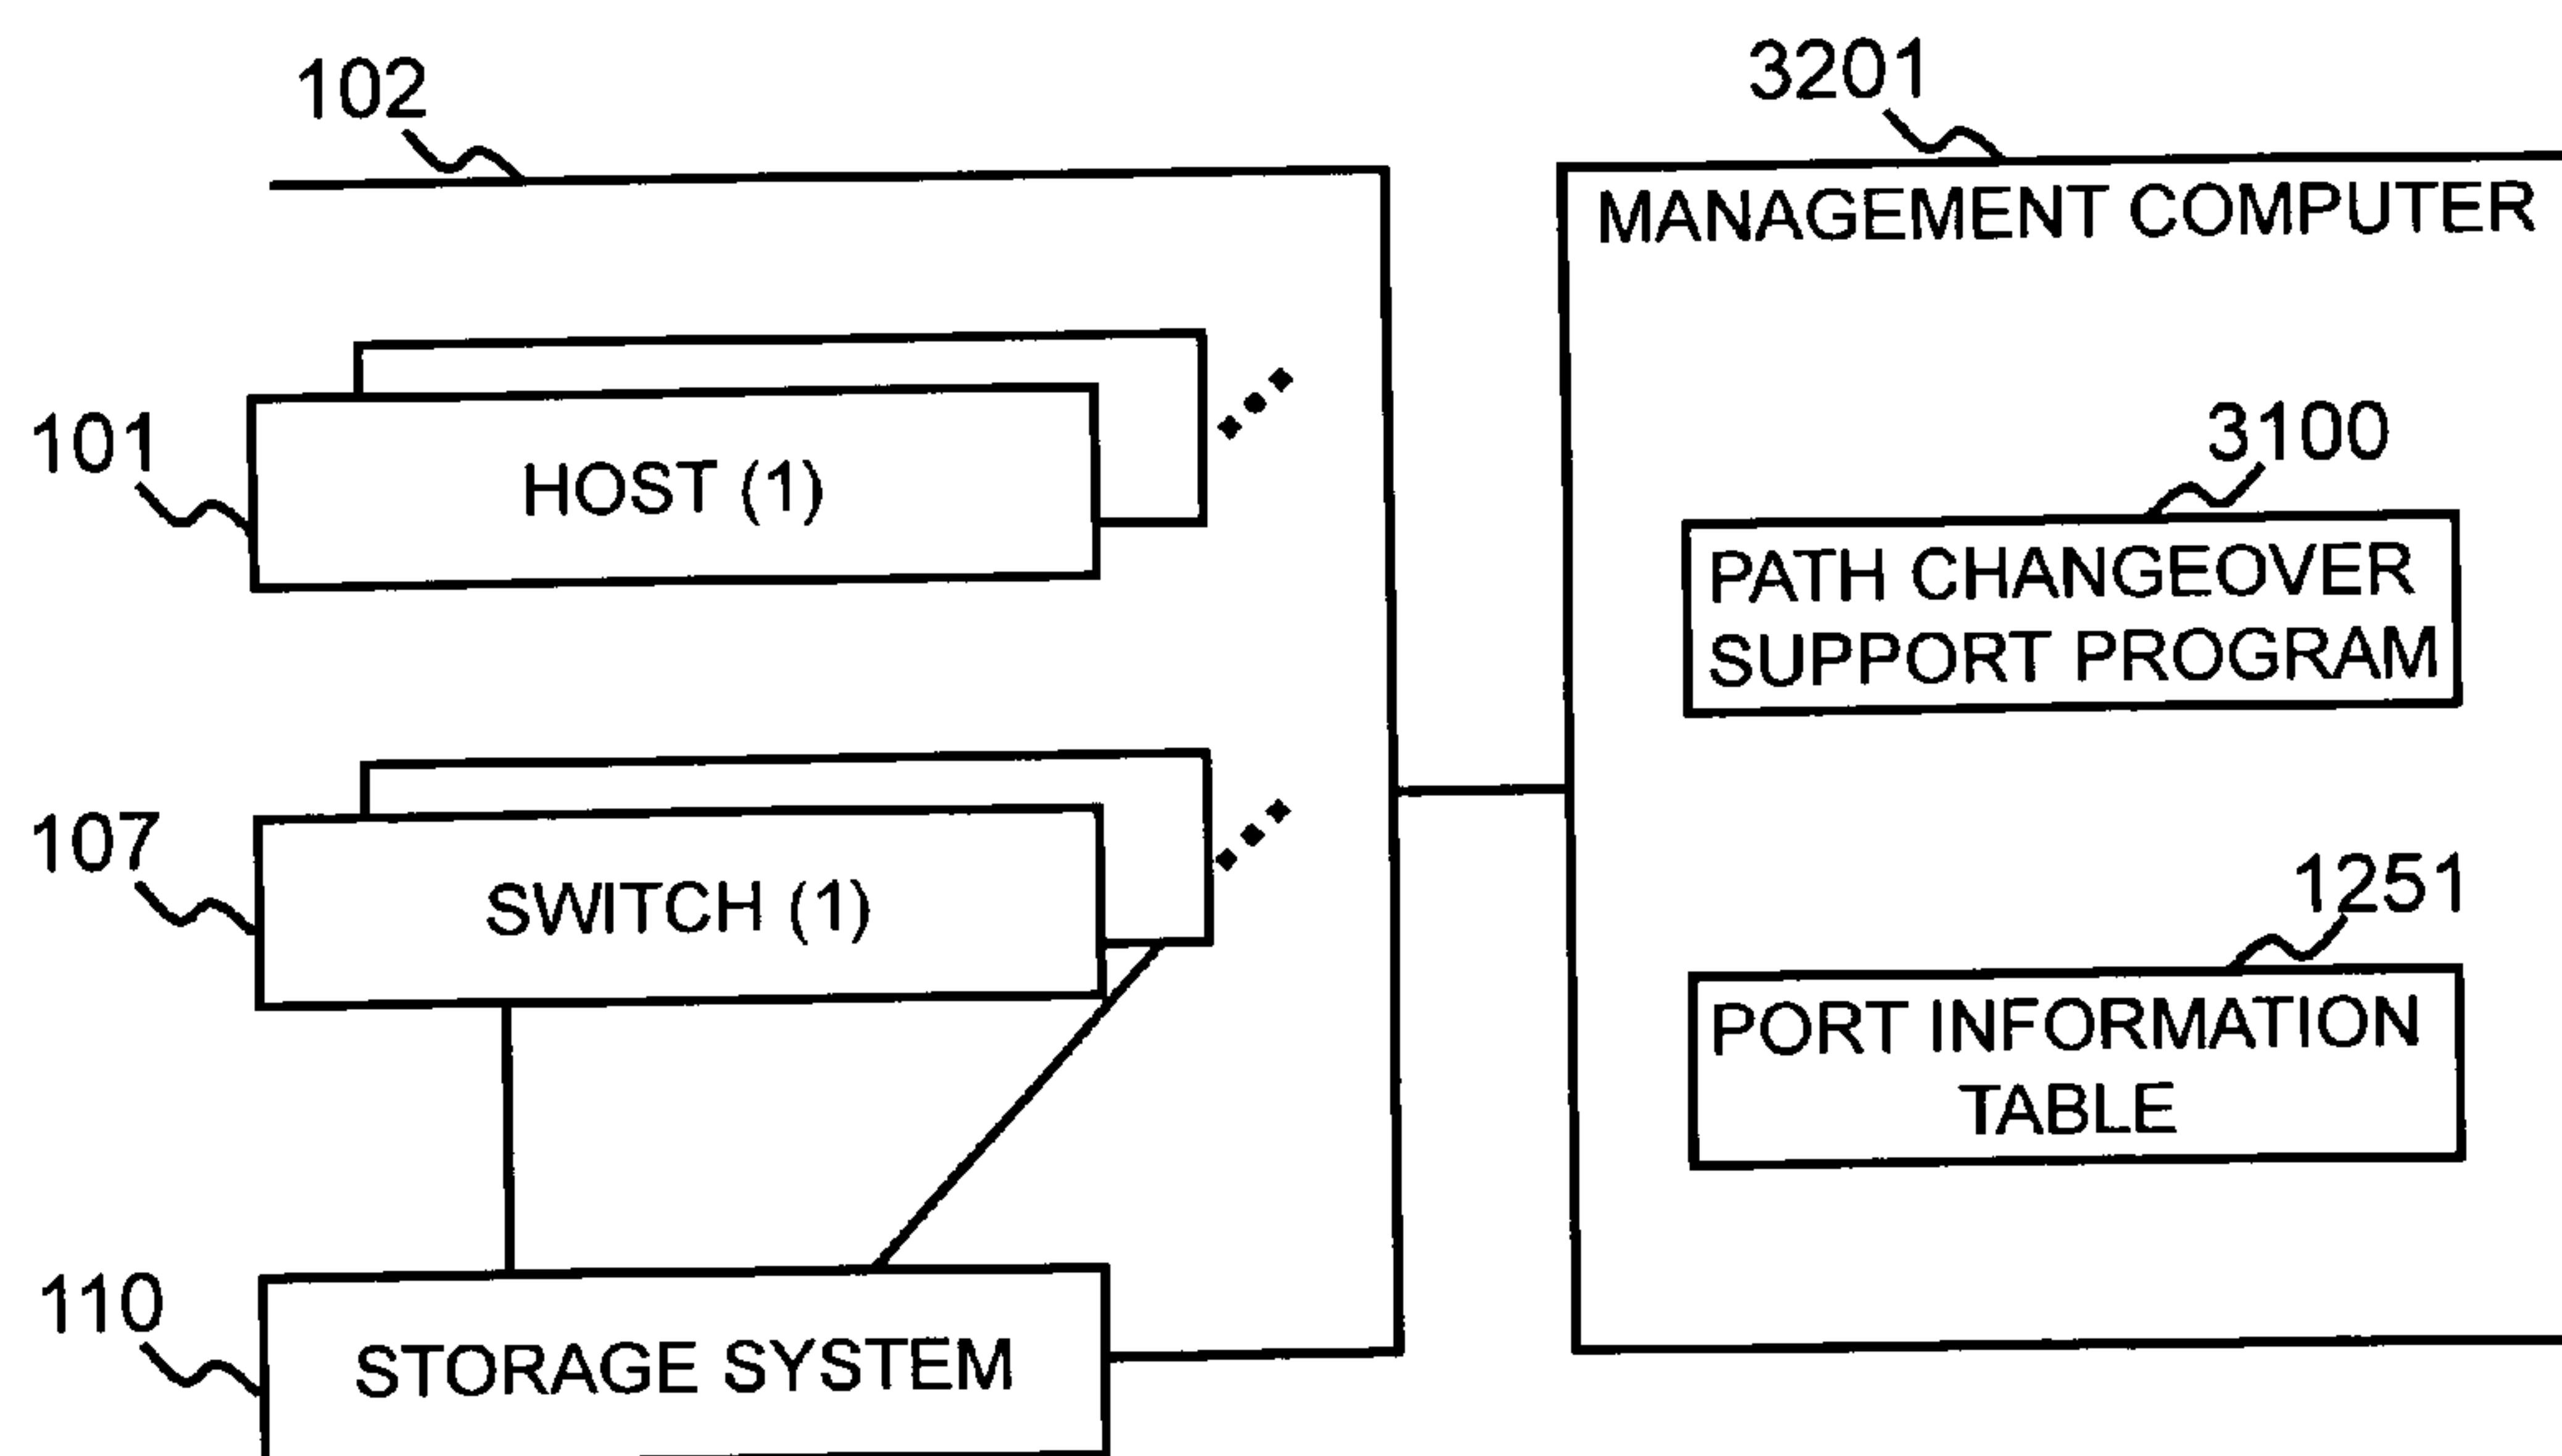 102
3201
MANAGEMENT COMPUTER
101
HOST (1)
3100
PATH CHANGEOVER
SUPPORT PROGRAM
107
SWITCH (1)
1251
PORT INFORMATION
TABLE
110
STORAGE SYSTEM